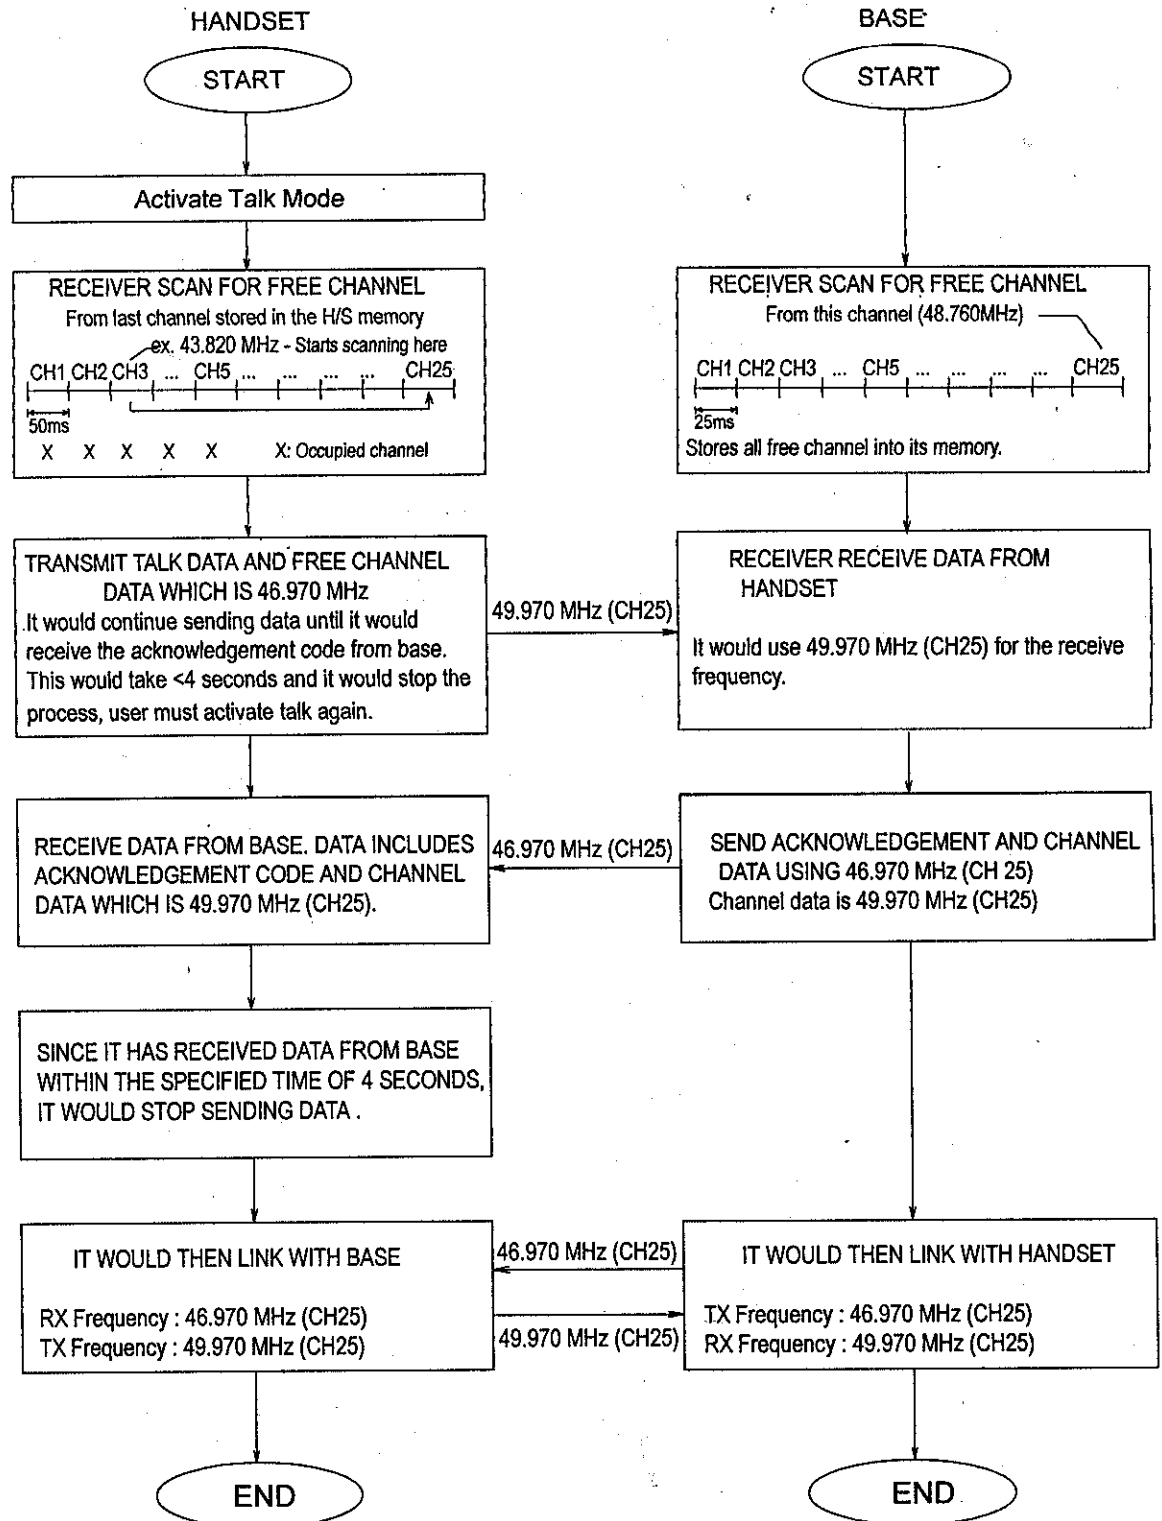 HANDSET
START
Activate Talk Mode
RECEIVER SCAN FOR FREE CHANNEL
From last channel stored in the H/S memory
ex. 43.820 MHz - Starts scanning here
CH1 CH2 CH3 ... CH5 ... ... ... ... CH25
50ms
X X X X X X: Occupied channel
TRANSMIT TALK DATA AND FREE CHANNEL
DATA WHICH IS 46.970 MHz
It would continue sending data until it would
receive the acknowledgement code from base.
This would take <4 seconds and it would stop the
process, user must activate talk again.
49.970 MHz (CH25)
RECEIVE DATA FROM BASE. DATA INCLUDES
ACKNOWLEDGEMENT CODE AND CHANNEL
DATA WHICH IS 49.970 MHz (CH25).
46.970 MHz (CH25)
SINCE IT HAS RECEIVED DATA FROM BASE
WITHIN THE SPECIFIED TIME OF 4 SECONDS,
IT WOULD STOP SENDING DATA .
IT WOULD THEN LINK WITH BASE
RX Frequency : 46.970 MHz (CH25)
TX Frequency : 49.970 MHz (CH25)
46.970 MHz (CH25)
49.970 MHz (CH25)
END
BASE
START
RECEIVER SCAN FOR FREE CHANNEL
From this channel (48.760MHz)
CH1 CH2 CH3 ... CH5 ... ... ... ... CH25
25ms
Stores all free channel into its memory.
RECEIVER RECEIVE DATA FROM
HANDSET
It would use 49.970 MHz (CH25) for the receive
frequency.
SEND ACKNOWLEDGEMENT AND CHANNEL
DATA USING 46.970 MHz (CH 25)
Channel data is 49.970 MHz (CH25)
IT WOULD THEN LINK WITH HANDSET
TX Frequency : 46.970 MHz (CH25)
RX Frequency : 49.970 MHz (CH25)
END